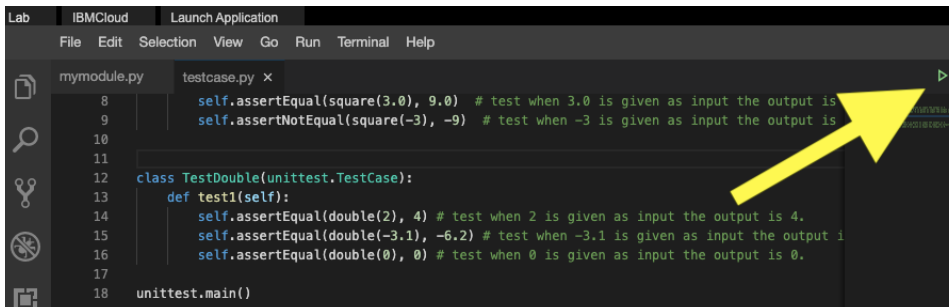 Lab IBMCloud Launch Application
File Edit Selection View Go Run Terminal Help
mymodule.py testcase.py ×
8 self.assertEqual(square(3.0), 9.0) # test when 3.0 is given as input the output is
9 self.assertNotEqual(square(-3), -9) # test when -3 is given as input the output is
10
11
12 class TestDouble(unittest.TestCase):
13 def test1(self):
14 self.assertEqual(double(2), 4) # test when 2 is given as input the output is 4.
15 self.assertEqual(double(-3.1), -6.2) # test when -3.1 is given as input the output i
16 self.assertEqual(double(0), 0) # test when 0 is given as input the output is 0.
17
18 unittest.main()